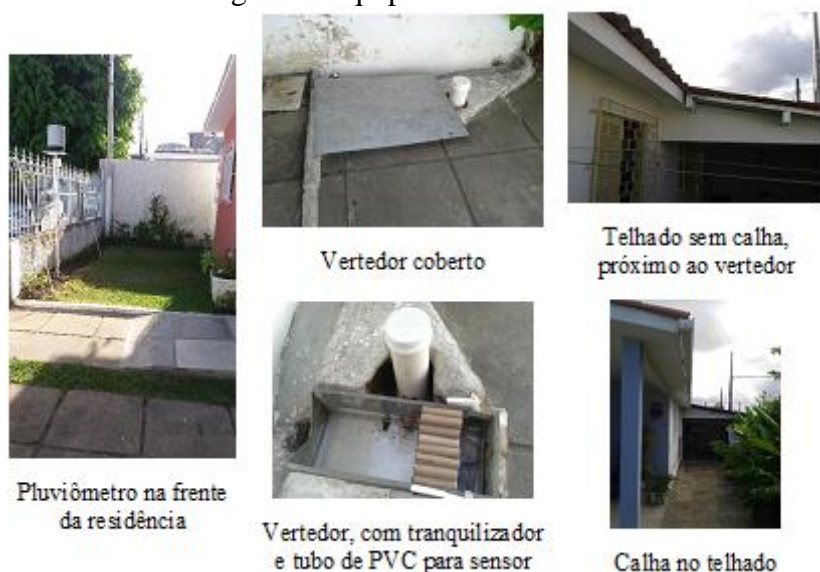 Pluviômetro na frente
da residência
Vertedor coberto
Vertedor, com tranquilizador
e tubo de PVC para sensor
Telhado sem calha,
próximo ao vertedor
Calha no telhado